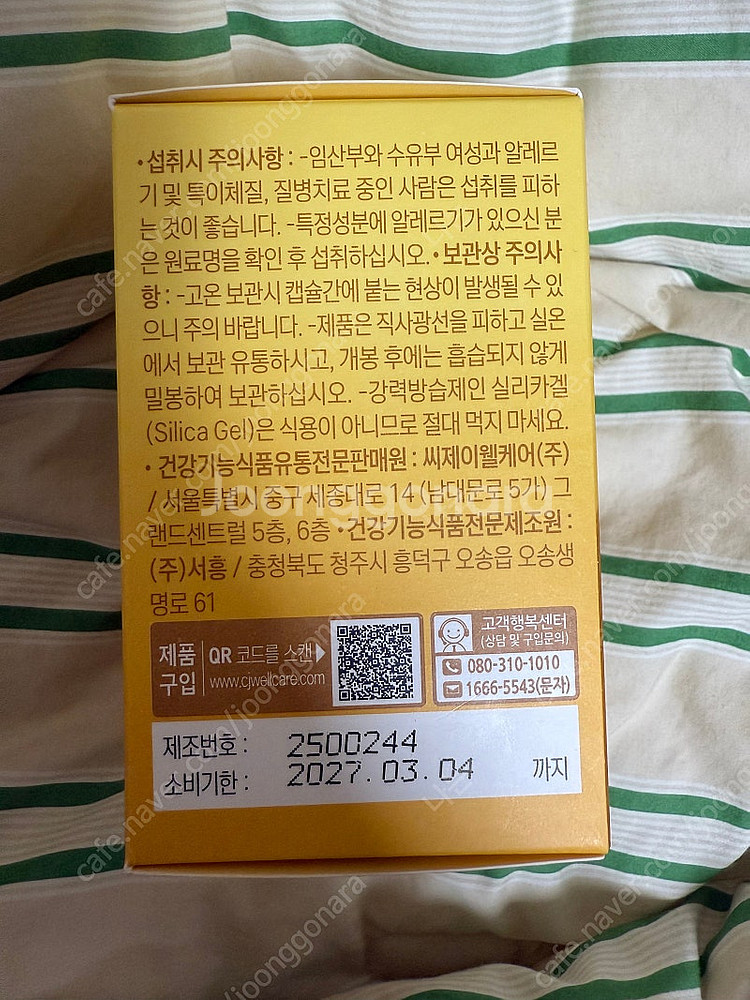 •섭취시 주의사항 : -임산부와 수유부 여성과 알레르
기 및 특이체질, 질병치료 중인 사람은 섭취를 피하
는 것이 좋습니다. -특정성분에 알레르기가 있으신 분
은 원료명을 확인 후 섭취하십시오. •보관상 주의사
항 : -고온 보관시 캡슐간에 붙는 현상이 발생될 수 있
으니 주의 바랍니다. -제품은 직사광선을 피하고 실온
에서 보관 유통하시고, 개봉 후에는 흡습되지 않게
밀봉하여 보관하십시오. -강력방습제인 실리카겔
(Silica Gel)은 식용이 아니므로 절대 먹지 마세요.
• 건강기능식품유통전문판매원 : 씨제이웰케어(주)
/ 서울특별시 중구 세종대로 14 (남대문로 5가) 그
랜드센트럴 5층, 6층 •건강기능식품전문제조원 :
(주)서흥 / 충청북도 청주시 흥덕구 오송읍 오송생
명로 61
제품
구입
QR 코드를 스캔
www.cjwellcare.com
고객행복센터
(상담 및 구입문의)
080-310-1010
1666-5543(문자)
제조번호 : 2500244
소비기한 : 2027.03.04 까지
Joonggonara
cafe.naver.com/joonggonara